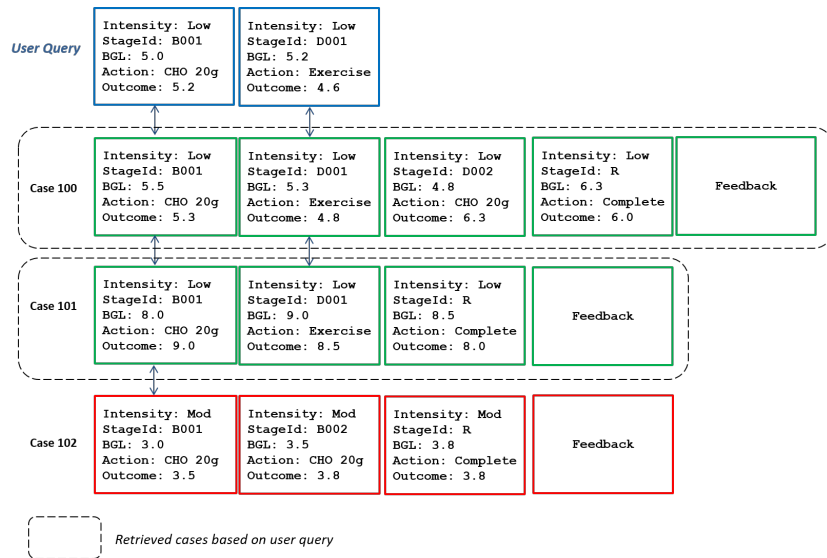 User Query
Intensity: Low
StageId: B001
BGL: 5.0
Action: CHO 20g
Outcome: 5.2
Intensity: Low
StageId: D001
BGL: 5.2
Action: Exercise
Outcome: 4.6
Case 100
Intensity: Low
StageId: B001
BGL: 5.5
Action: CHO 20g
Outcome: 5.3
Intensity: Low
StageId: D001
BGL: 5.3
Action: Exercise
Outcome: 4.8
Intensity: Low
StageId: D002
BGL: 4.8
Action: CHO 20g
Outcome: 6.3
Intensity: Low
StageId: R
BGL: 6.3
Action: Complete
Outcome: 6.0
Feedback
Case 101
Intensity: Low
StageId: B001
BGL: 8.0
Action: CHO 20g
Outcome: 9.0
Intensity: Low
StageId: D001
BGL: 9.0
Action: Exercise
Outcome: 8.5
Intensity: Low
StageId: R
BGL: 8.5
Action: Complete
Outcome: 8.0
Feedback
Case 102
Intensity: Mod
StageId: B001
BGL: 3.0
Action: CHO 20g
Outcome: 3.5
Intensity: Mod
StageId: B002
BGL: 3.5
Action: CHO 20g
Outcome: 3.8
Intensity: Mod
StageId: R
BGL: 3.8
Action: Complete
Outcome: 3.8
Feedback
Retrieved cases based on user query